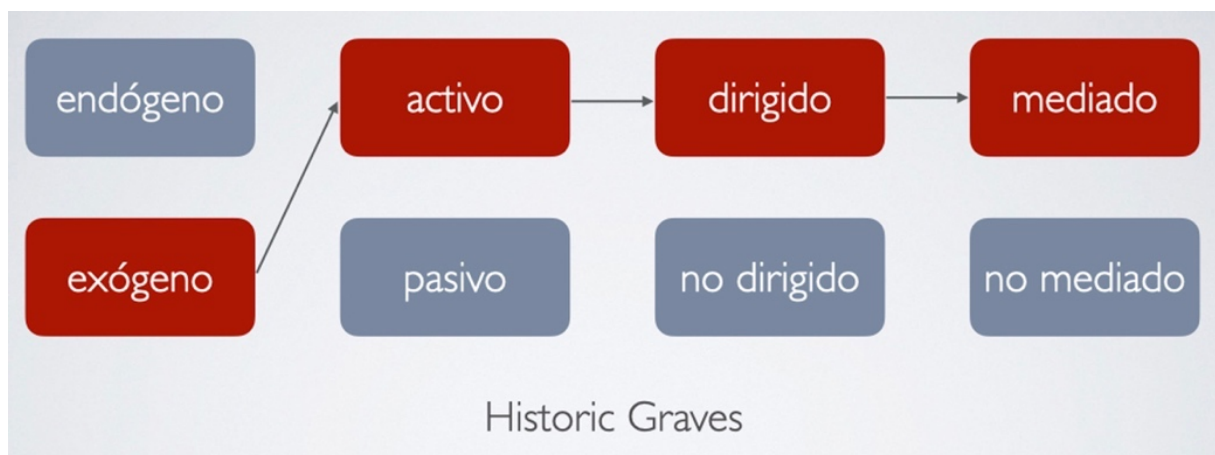 endógeno
activo
dirigido
mediado
exógeno
pasivo
no dirigido
no mediado
Historic Graves